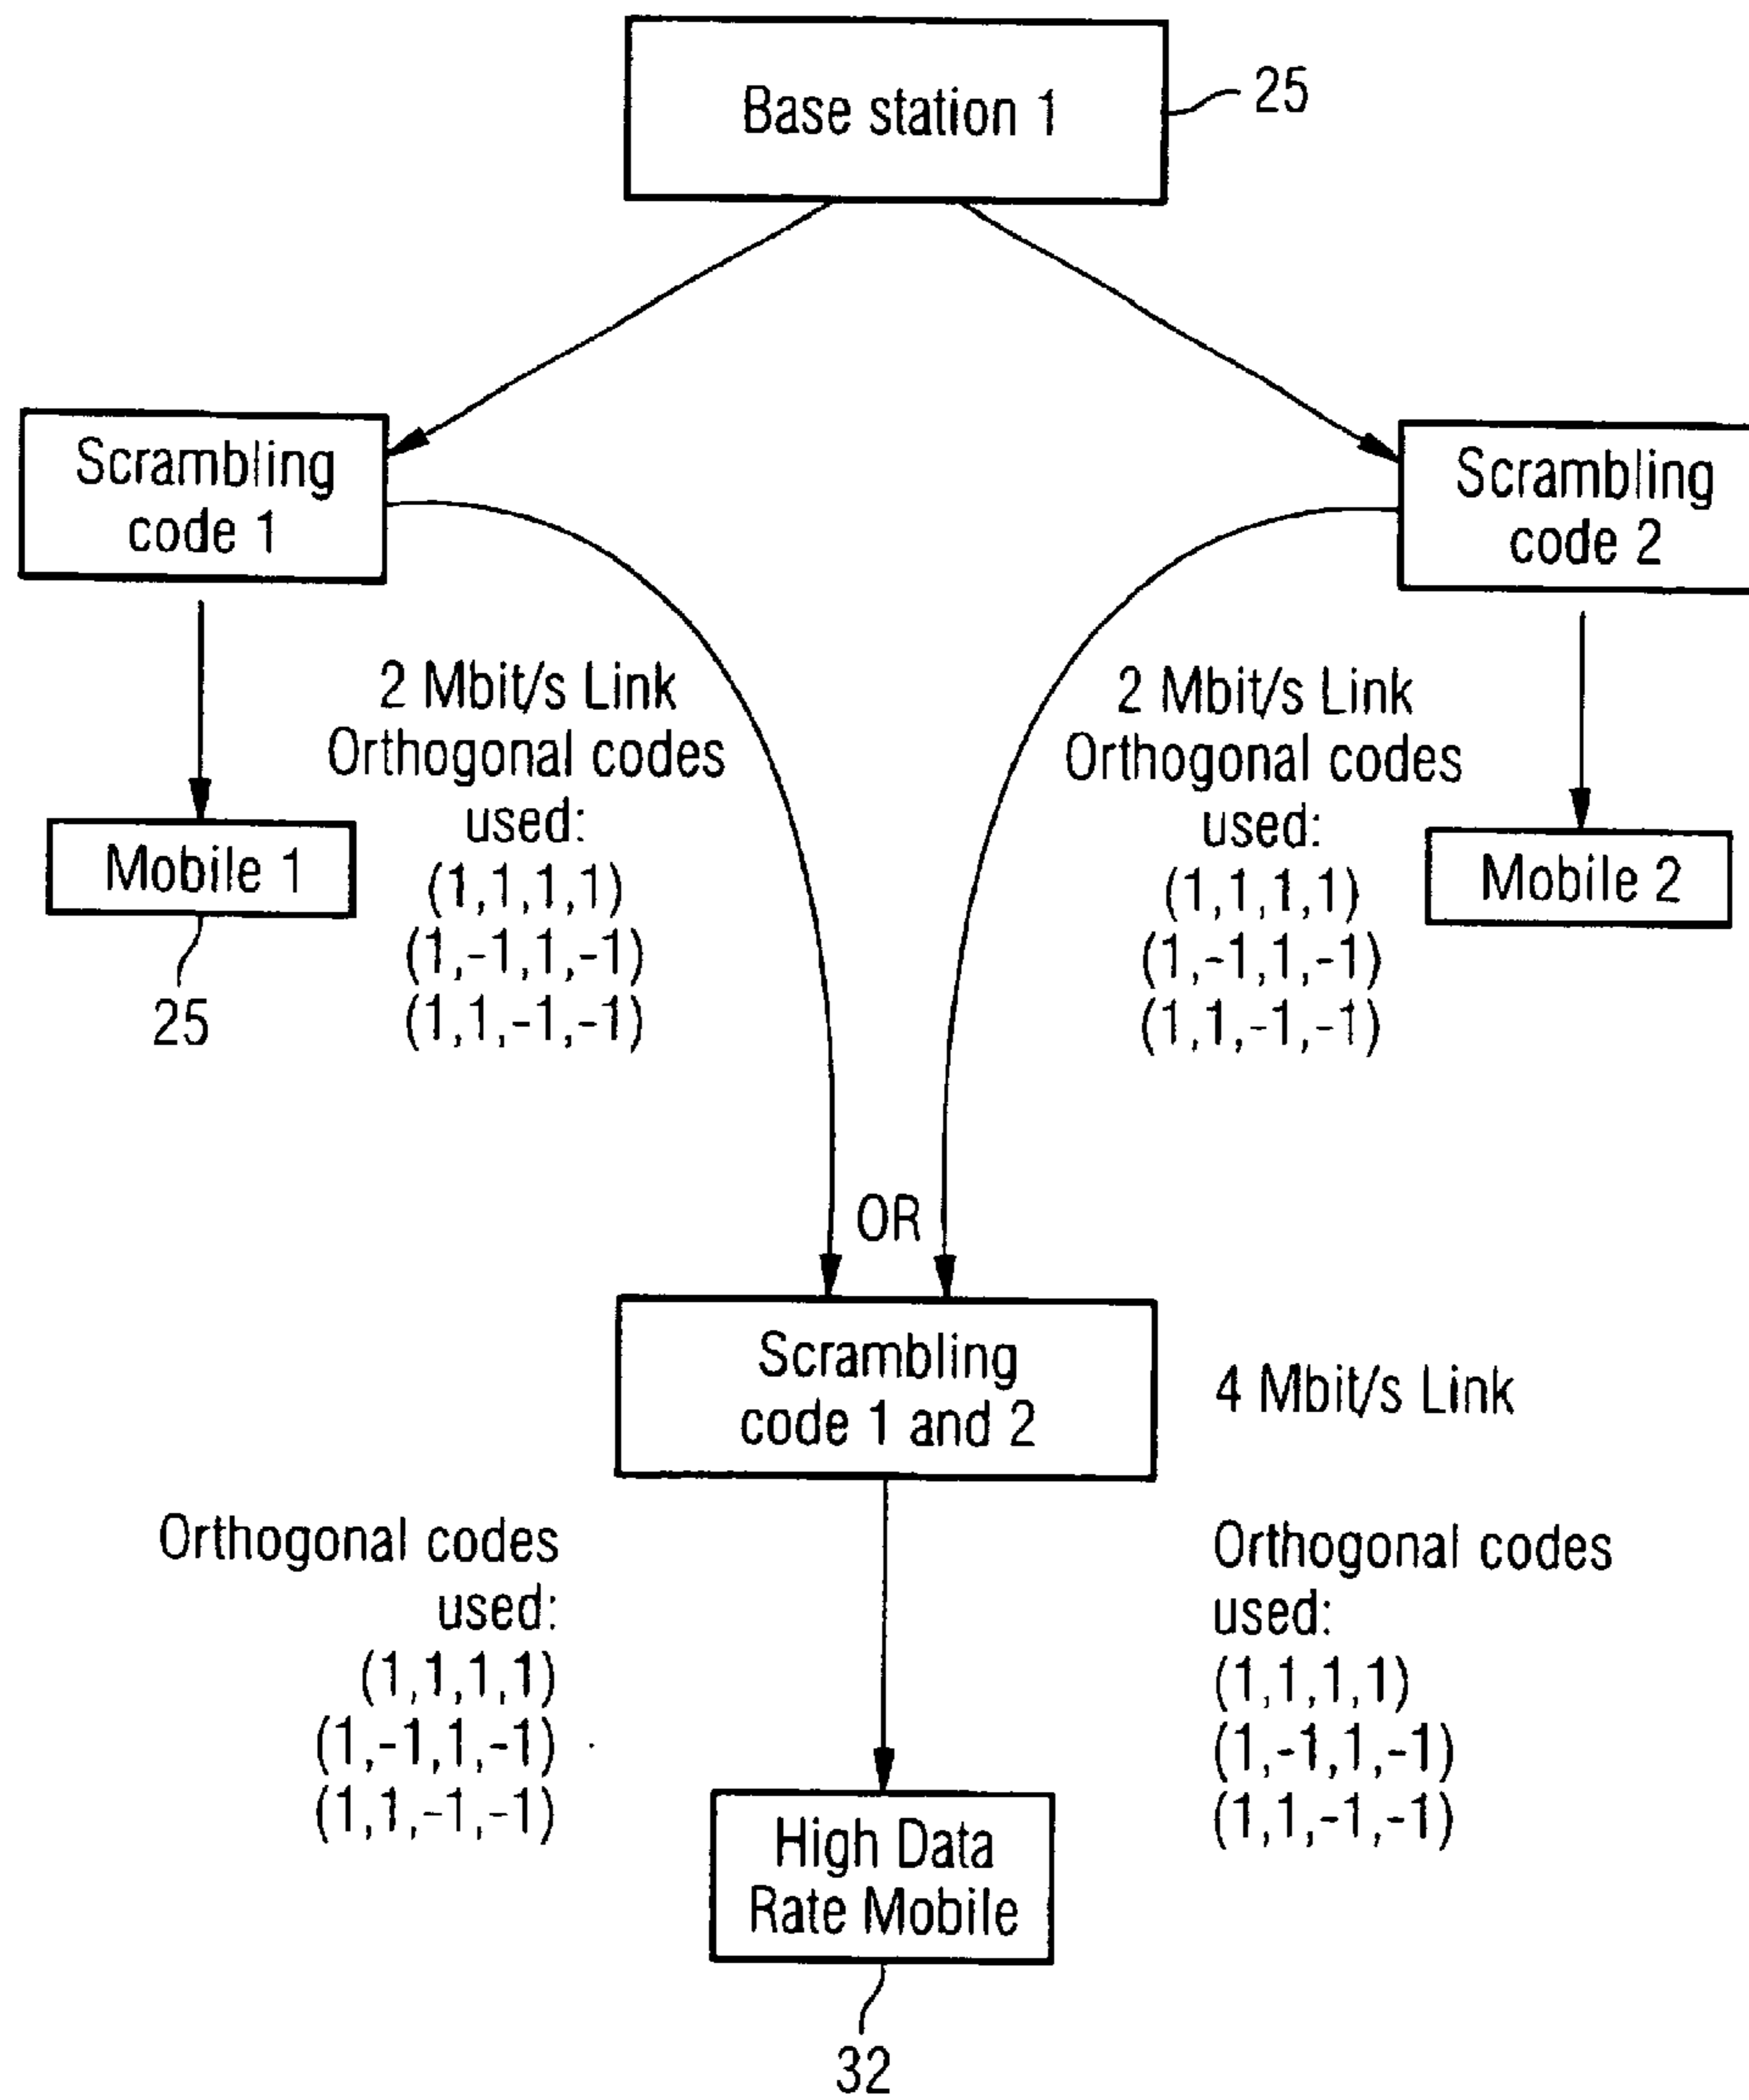 Base station 1
25
Scrambling
code 1
Scrambling
code 2
2 Mbit/s Link
Orthogonal codes
used:
(1,1,1,1)
(1,-1,1,-1)
(1,1,-1,-1)
2 Mbit/s Link
Orthogonal codes
used:
(1,1,1,1)
(1,-1,1,-1)
(1,1,-1,-1)
Mobile 1
25
Mobile 2
OR
Scrambling
code 1 and 2
4 Mbit/s Link
Orthogonal codes
used:
(1,1,1,1)
(1,-1,1,-1)
(1,1,-1,-1)
Orthogonal codes
used:
(1,1,1,1)
(1,-1,1,-1)
(1,1,-1,-1)
High Data
Rate Mobile
32